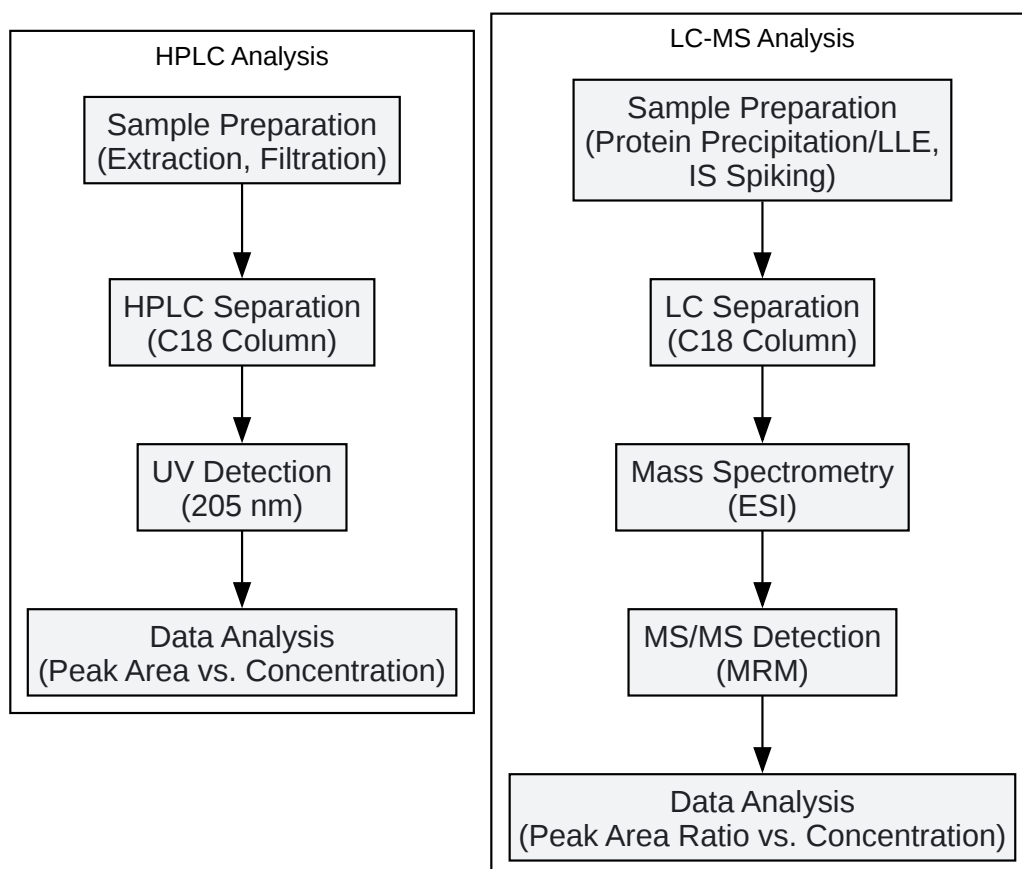 HPLC Analysis
Sample Preparation
(Extraction, Filtration)
HPLC Separation
(C18 Column)
UV Detection
(205 nm)
Data Analysis
(Peak Area vs. Concentration)
LC-MS Analysis
Sample Preparation
(Protein Precipitation/LLE,
IS Spiking)
LC Separation
(C18 Column)
Mass Spectrometry
(ESI)
MS/MS Detection
(MRM)
Data Analysis
(Peak Area Ratio vs. Concentration)